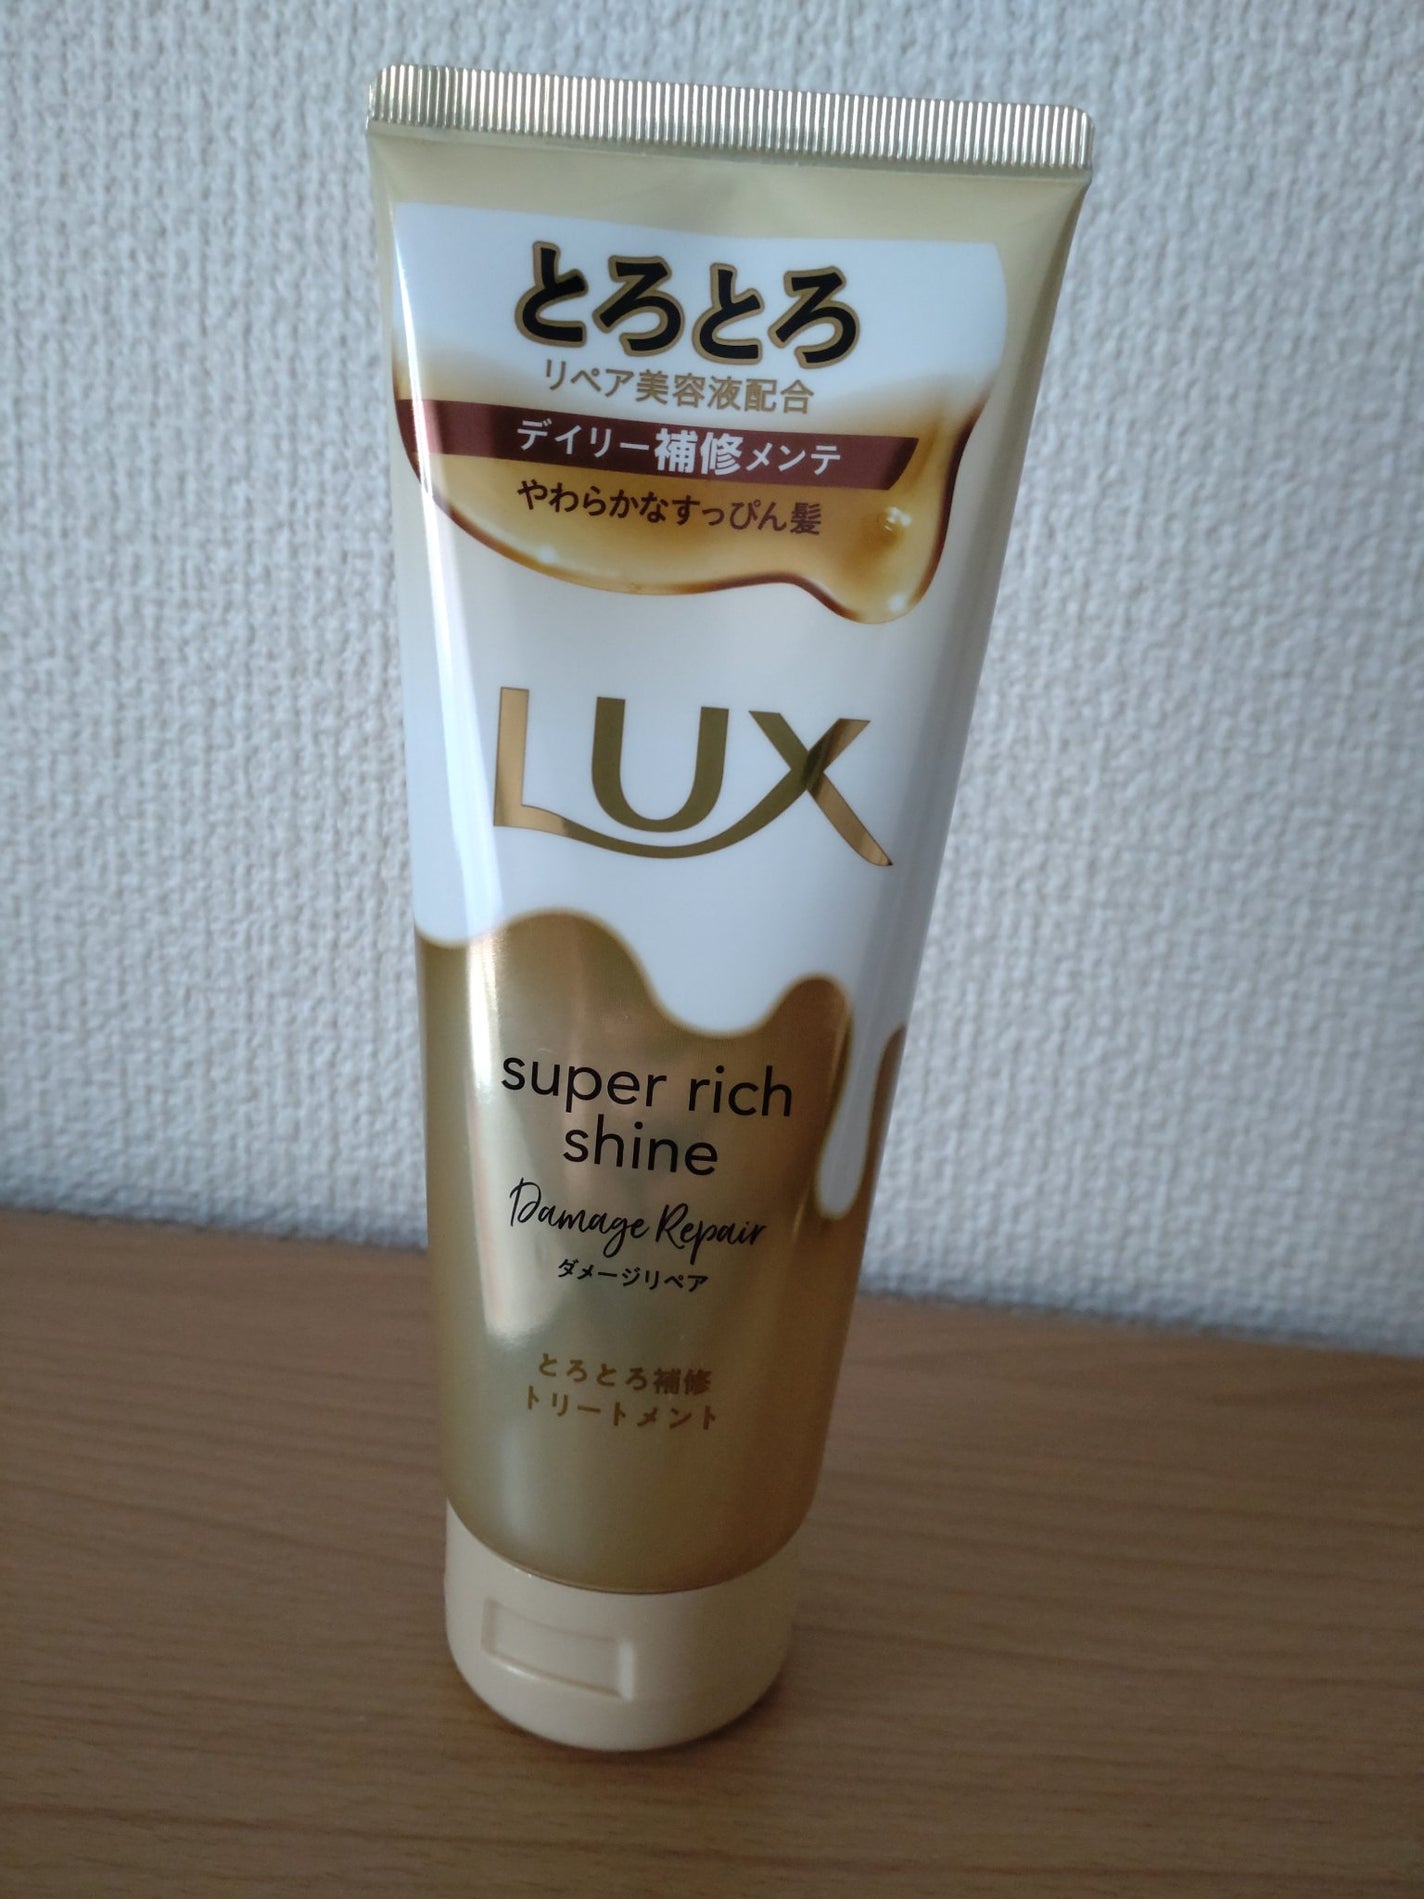 とろとろ
リペア美容液配合
デイリー補修メンテ
やわらかなすっぴん髪
LUX
super rich
shine
Damage Repair
ダメージリペア
とろとろ補修
トリートメント